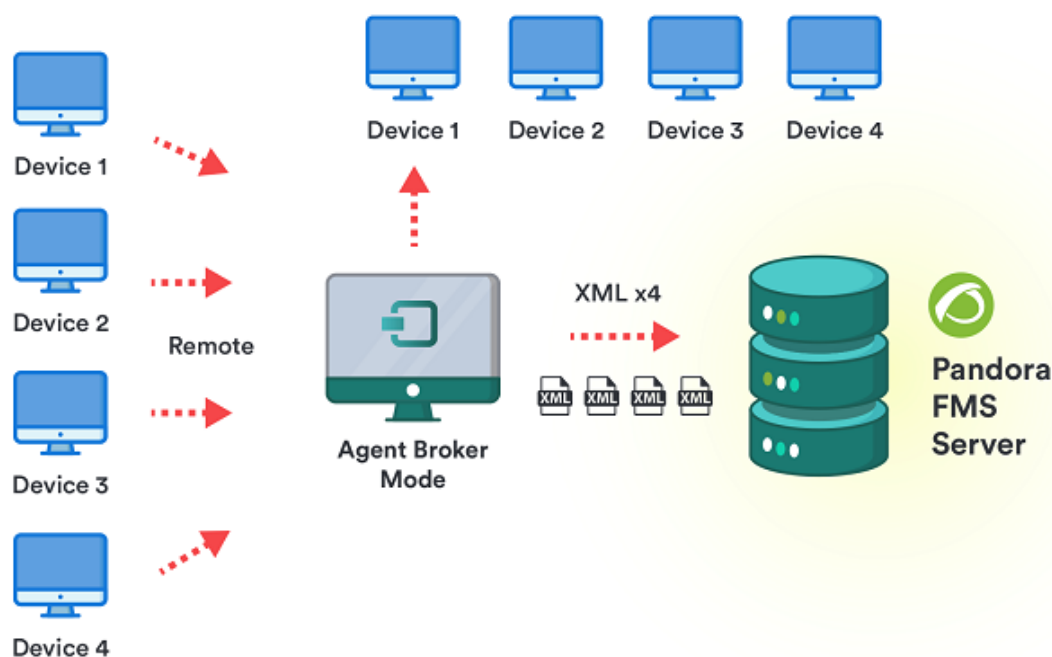 Device 1
Device 2
Device 3
Device 4
Device 1
Device 2
Remote
Device 3
Device 4
Agent Broker
Mode
XML x4
XML
XML
XML
XML
Pandora
FMS
Server